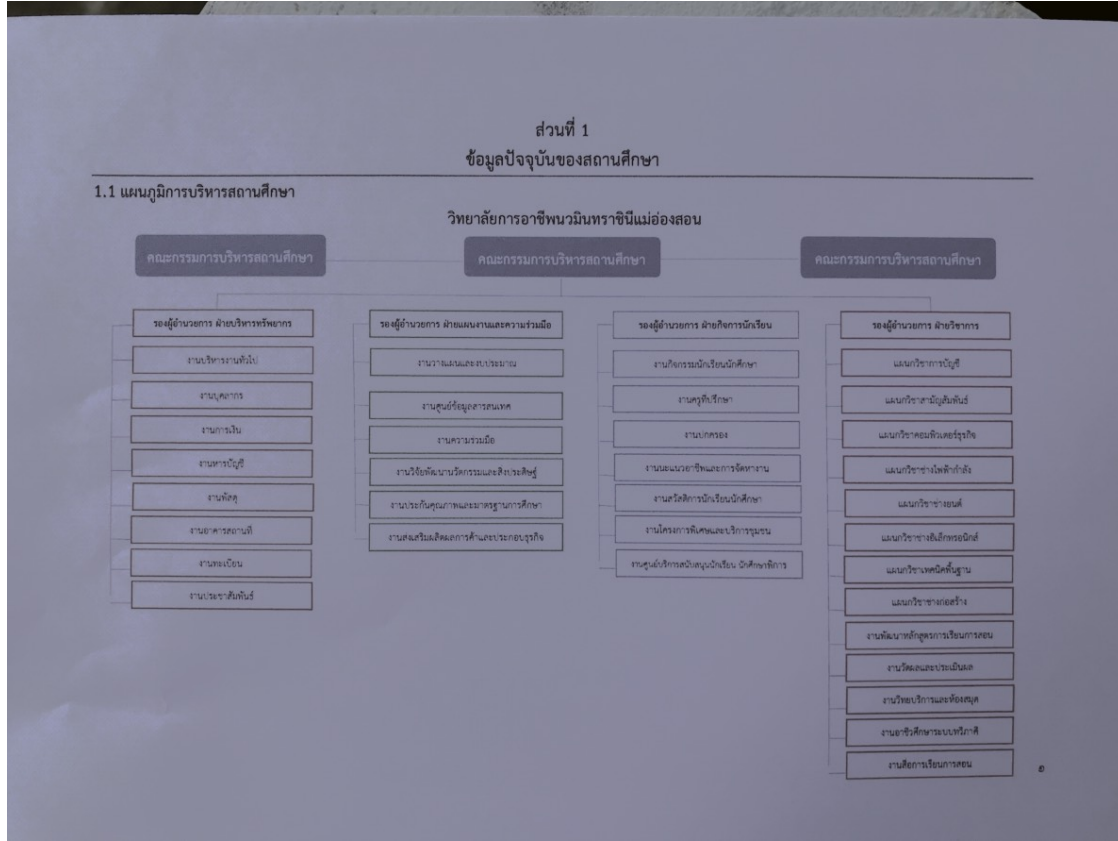 ส่วนที่ 1
ข้อมูลปัจจุบันของสถานศึกษา
1.1 แผนภูมิการบริหารสถานศึกษา
วิทยาลัยการอาชีพนวมินทราชินีแม่ฮ่องสอน
คณะกรรมการบริหารสถานศึกษา
คณะกรรมการบริหารสถานศึกษา
คณะกรรมการบริหารสถานศึกษา
รองผู้อำนวยการ ฝ่ายบริหารทรัพยากร
งานบริหารงานทั่วไป
งานบุคลากร
งานการเงิน
งานหารบัญชี
งานพัสดุ
งานอาคารสถานที่
งานทะเบียน
งานประชาสัมพันธ์
รองผู้อำนวยการ ฝ่ายแผนงานและความร่วมมือ
งานวางแผนและงบประมาณ
งานศูนย์ข้อมูลสารสนเทศ
งานความร่วมมือ
งานวิจัยพัฒนานวัตกรรมและสิ่งประดิษฐ์
งานประกันคุณภาพและมาตรฐานการศึกษา
งานส่งเสริมผลิตผลการค้าและประกอบธุรกิจ
รองผู้อำนวยการ ฝ่ายกิจการนักเรียน
งานกิจกรรมนักเรียนนักศึกษา
งานครูที่ปรึกษา
งานปกครอง
งานแนะแนวอาชีพและการจัดหางาน
งานสวัสดิการนักเรียนนักศึกษา
งานโครงการพิเศษและบริการชุมชน
งานศูนย์บริการสนับสนุนนักเรียน นักศึกษาพิการ
รองผู้อำนวยการ ฝ่ายวิชาการ
แผนกวิชาการบัญชี
แผนกวิชาสามัญสัมพันธ์
แผนกวิชาคอมพิวเตอร์ธุรกิจ
แผนกวิชาช่างไฟฟ้ากำลัง
แผนกวิชาช่างยนต์
แผนกวิชาช่างอิเล็กทรอนิกส์
แผนกวิชาเทคนิคพื้นฐาน
แผนกวิชาช่างก่อสร้าง
งานพัฒนาหลักสูตรการเรียนการสอน
งานวัดผลและประเมินผล
งานวิทยบริการและห้องสมุด
งานอาชีวศึกษาระบบทวิภาคี
งานสื่อการเรียนการสอน
๑